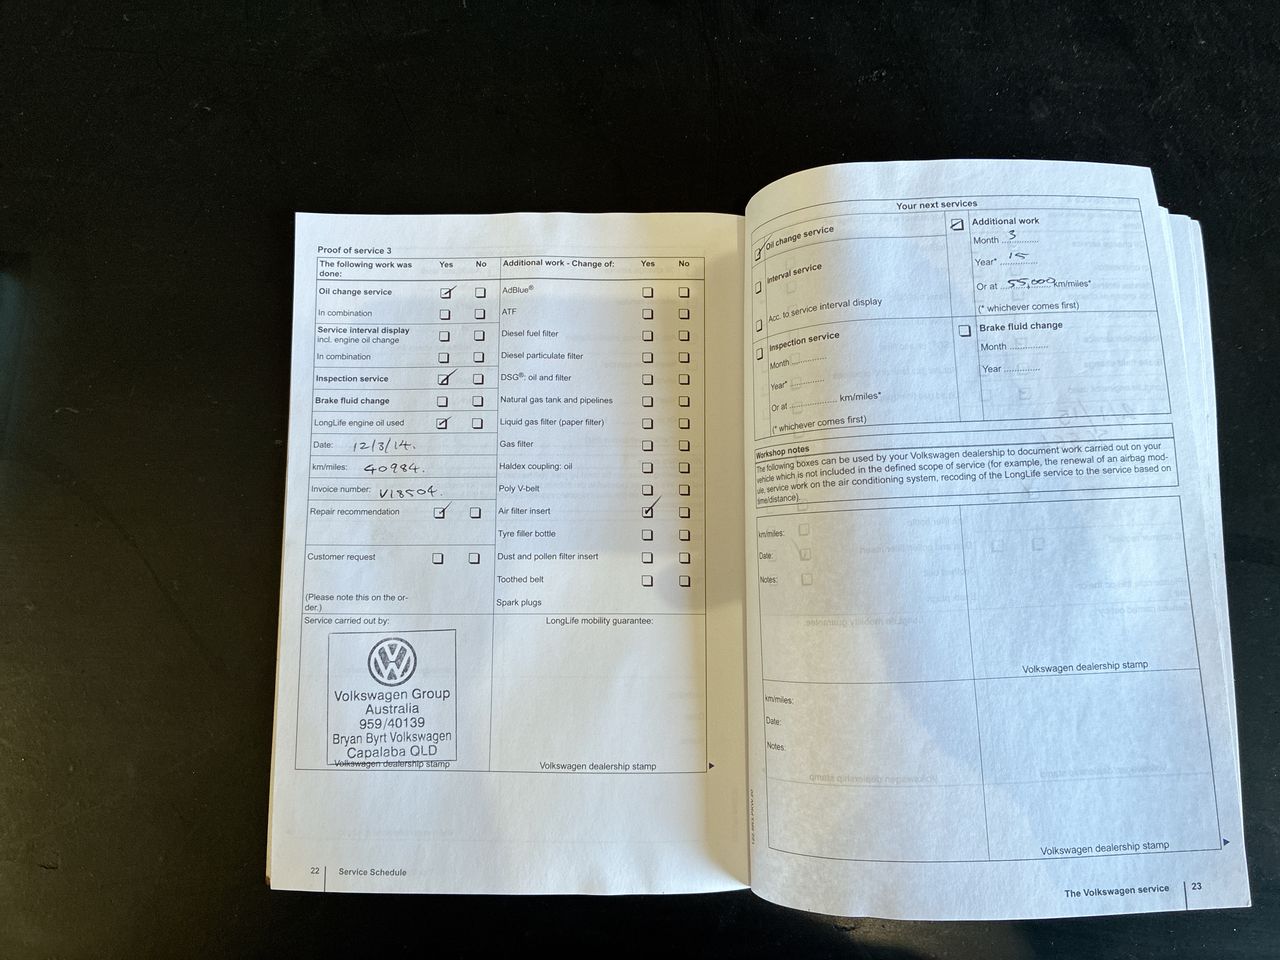 Proof of service 3
The following work was done: Yes No
Oil change service
In combination
Service interval display
incl. engine oil change
In combination
Inspection service
Brake fluid change
LongLife engine oil used
Date: 12/3/14.
km/miles: 40984.
Invoice number: V18504.
Repair recommendation
Customer request
(Please note this on the or-
der.)
Additional work - Change of: Yes No
AdBlue®
ATF
Diesel fuel filter
Diesel particulate filter
DSG®: oil and filter
Natural gas tank and pipelines
Liquid gas filter (paper filter)
Gas filter
Haldex coupling: oil
Poly V-belt
Air filter insert
Tyre filler bottle
Dust and pollen filter insert
Toothed belt
Spark plugs
Service carried out by:
Volkswagen Group
Australia
959/40139
Bryan Byrt Volkswagen
Capalaba QLD
Volkswagen dealership stamp
LongLife mobility guarantee:
Volkswagen dealership stamp
22 Service Schedule
Your next services
Oil change service
Interval service
Acc. to service interval display
Inspection service
Month ..............
Year* ..............
Or at .................... km/miles*
(* whichever comes first)
Additional work
Month 3
Year* 15
Or at 55,000 km/miles*
(* whichever comes first)
Brake fluid change
Month ..............
Year ..............
Workshop notes
The following boxes can be used by your Volkswagen dealership to document work carried out on your
vehicle which is not included in the defined scope of service (for example, the renewal of an airbag mod-
ule, service work on the air conditioning system, recoding of the LongLife service to the service based on
time/distance).
km/miles:
Date:
Notes:
Volkswagen dealership stamp
km/miles:
Date:
Notes:
Volkswagen dealership stamp
The Volkswagen service 23